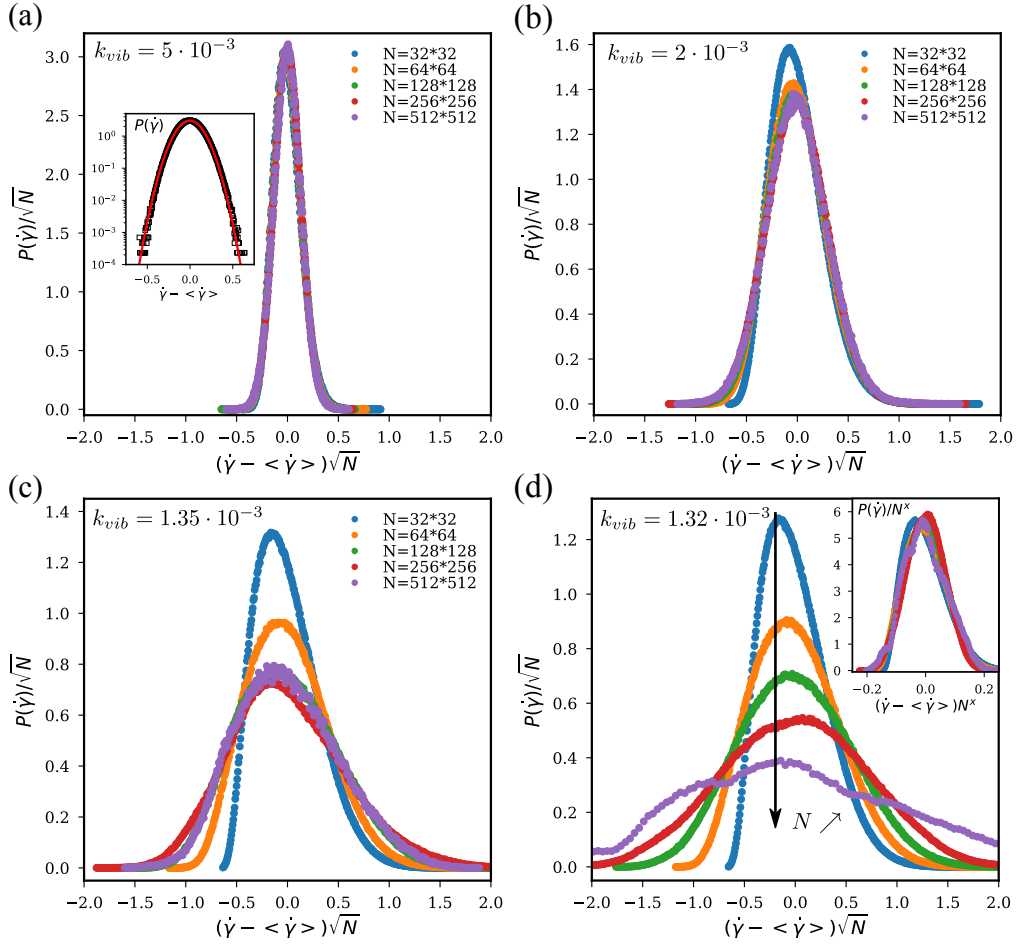 (a)
k_vib = 5 · 10⁻³
N=32*32
N=64*64
N=128*128
N=256*256
N=512*512
P(γ̇)/√N
3.0
2.5
2.0
1.5
1.0
0.5
0.0
−2.0 −1.5 −1.0 −0.5 0.0 0.5 1.0 1.5 2.0
(γ̇ − < γ̇ >)√N
P(γ̇)
10⁰
10⁻¹
10⁻²
10⁻³
10⁻⁴
−0.5 0.0 0.5
γ̇ − < γ̇ >
(b)
k_vib = 2 · 10⁻³
N=32*32
N=64*64
N=128*128
N=256*256
N=512*512
P(γ̇)/√N
1.6
1.4
1.2
1.0
0.8
0.6
0.4
0.2
0.0
−2.0 −1.5 −1.0 −0.5 0.0 0.5 1.0 1.5 2.0
(γ̇ − < γ̇ >)√N
(c)
k_vib = 1.35 · 10⁻³
N=32*32
N=64*64
N=128*128
N=256*256
N=512*512
P(γ̇)/√N
1.4
1.2
1.0
0.8
0.6
0.4
0.2
0.0
−2.0 −1.5 −1.0 −0.5 0.0 0.5 1.0 1.5 2.0
(γ̇ − < γ̇ >)√N
(d)
k_vib = 1.32 · 10⁻³
P(γ̇)/√N
1.2
1.0
0.8
0.6
0.4
0.2
0.0
−2.0 −1.5 −1.0 −0.5 0.0 0.5 1.0 1.5 2.0
(γ̇ − < γ̇ >)√N
N ↗
P(γ̇)/Nˣ
6
5
4
3
2
1
0
−0.2 0.0 0.2
(γ̇ − < γ̇ >)Nˣ